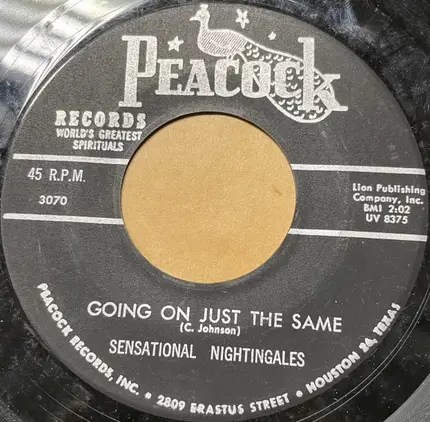 PEACOCK
RECORDS
WORLD'S GREATEST
SPIRITUALS
45 R.P.M.
3070
Lion Publishing
Company, Inc.
BMI 2:02
UV 8375
GOING ON JUST THE SAME
(C. Johnson)
SENSATIONAL NIGHTINGALES
PEACOCK RECORDS, INC. • 2809 ERASTUS STREET • HOUSTON 26, TEXAS